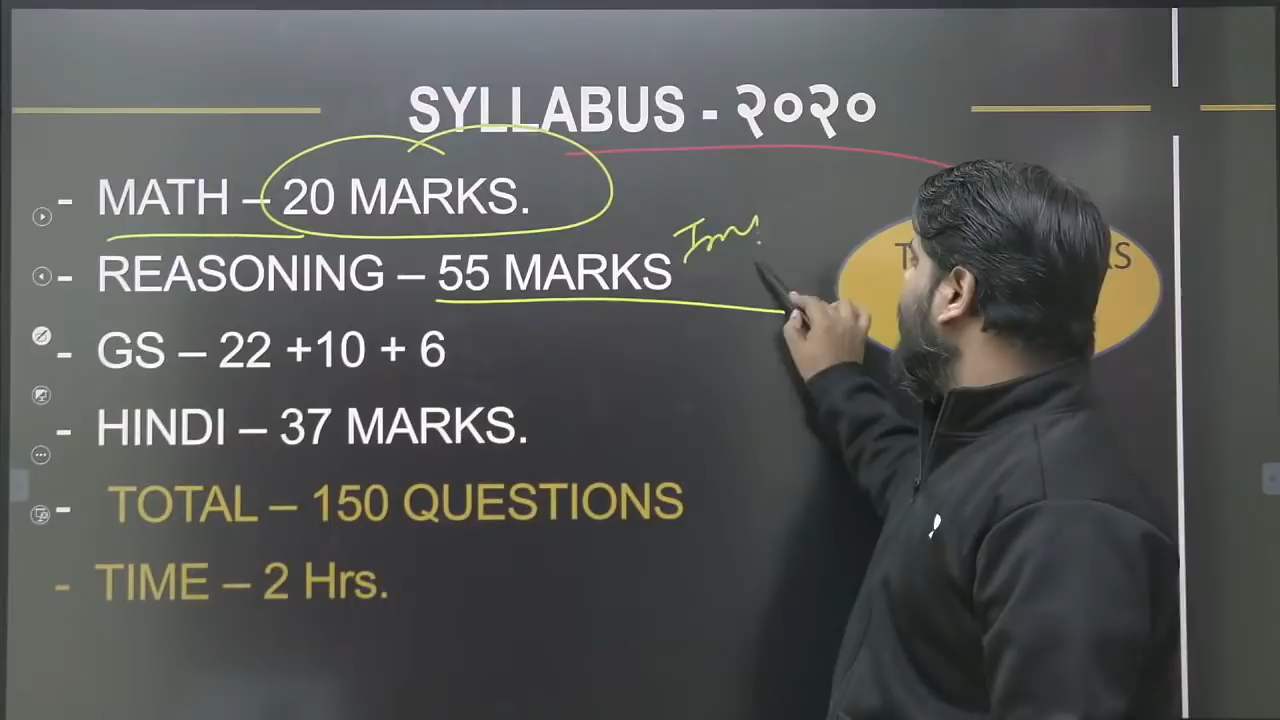 SYLLABUS - २०२०
- MATH – 20 MARKS.
- REASONING – 55 MARKS
- GS – 22 +10 + 6
- HINDI – 37 MARKS.
- TOTAL – 150 QUESTIONS
- TIME – 2 Hrs.